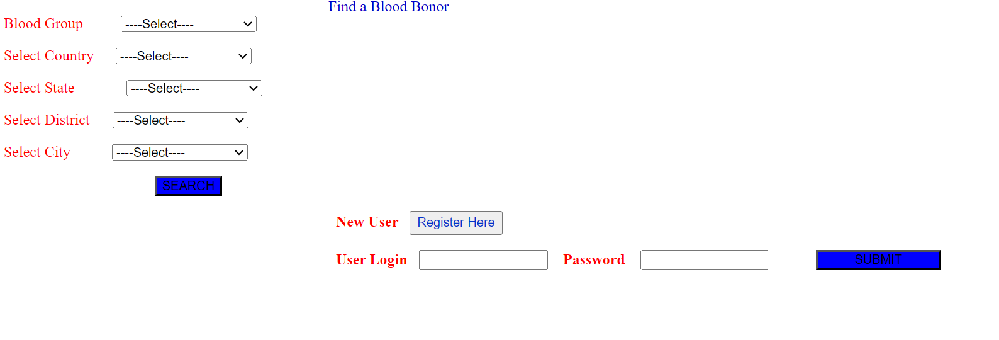 Find a Blood Bonor
Blood Group ----Select----
Select Country ----Select----
Select State ----Select----
Select District ----Select----
Select City ----Select----
SEARCH
New User Register Here
User Login Password SUBMIT